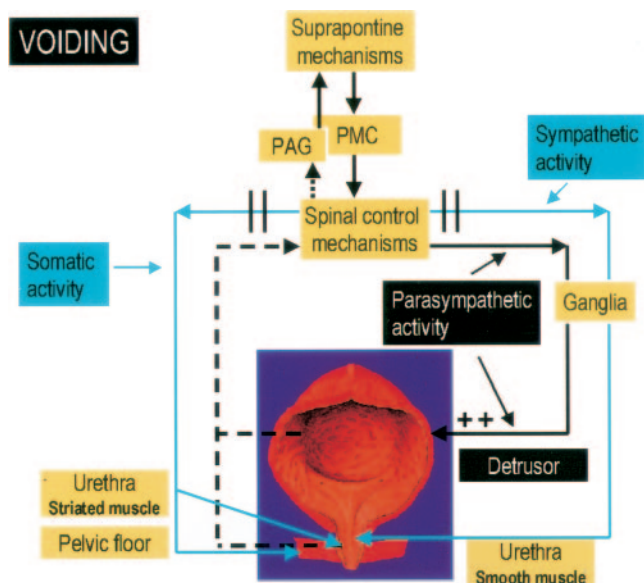 VOIDING
Suprapontine
mechanisms
PAG
PMC
Sympathetic
activity
Spinal control
mechanisms
Somatic
activity
Parasympathetic
activity
Ganglia
++
Detrusor
Urethra
Striated muscle
Pelvic floor
Urethra
Smooth muscle